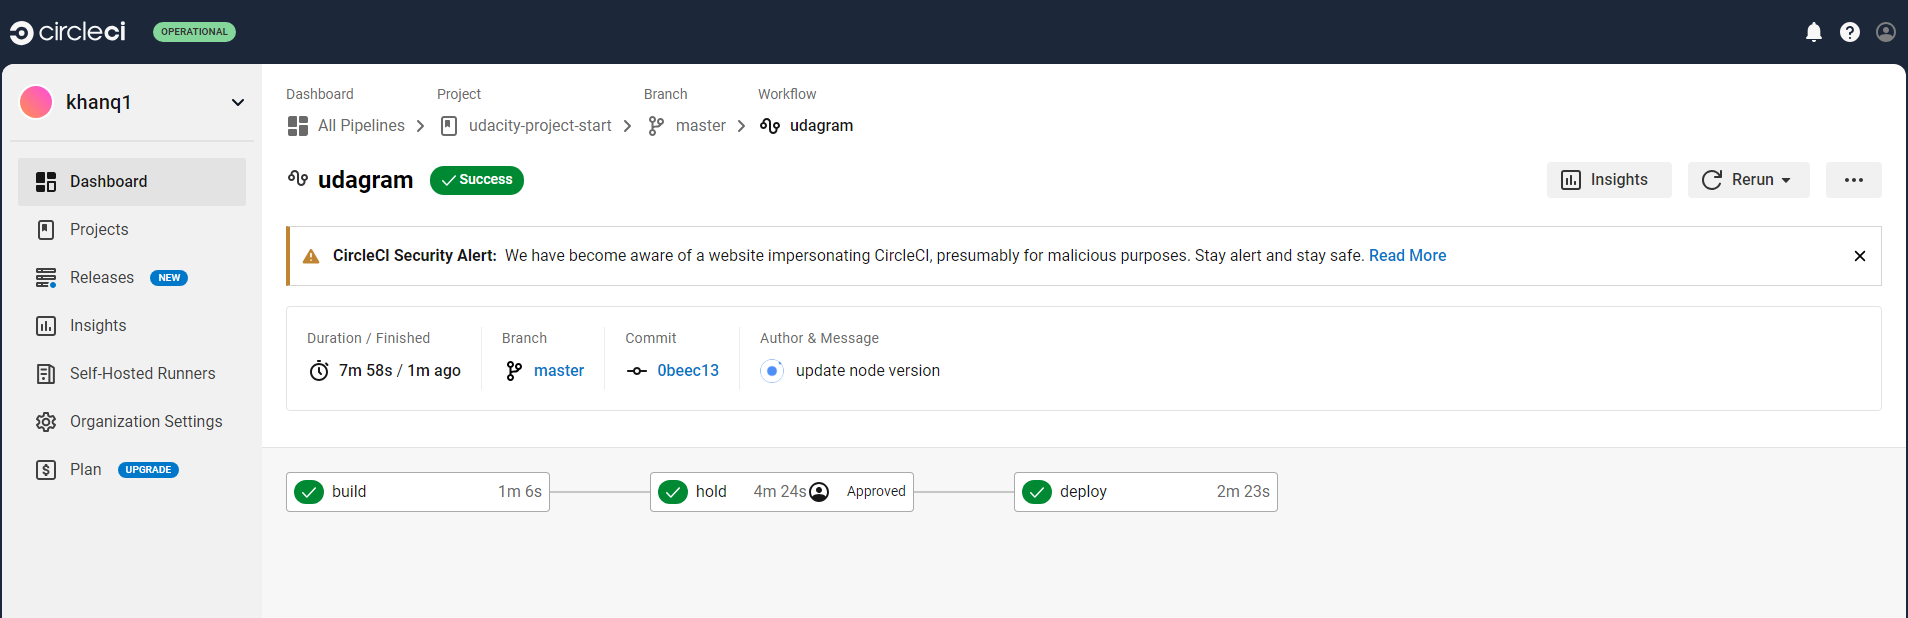 circleci OPERATIONAL
khanq1
Dashboard
Projects
Releases NEW
Insights
Self-Hosted Runners
Organization Settings
Plan UPGRADE
Dashboard Project Branch Workflow
All Pipelines udacity-project-start master udagram
udagram Success Insights Rerun
CircleCI Security Alert: We have become aware of a website impersonating CircleCI, presumably for malicious purposes. Stay alert and stay safe. Read More
Duration / Finished Branch Commit Author & Message
7m 58s / 1m ago master 0beec13 update node version
build 1m 6s hold 4m 24s Approved deploy 2m 23s